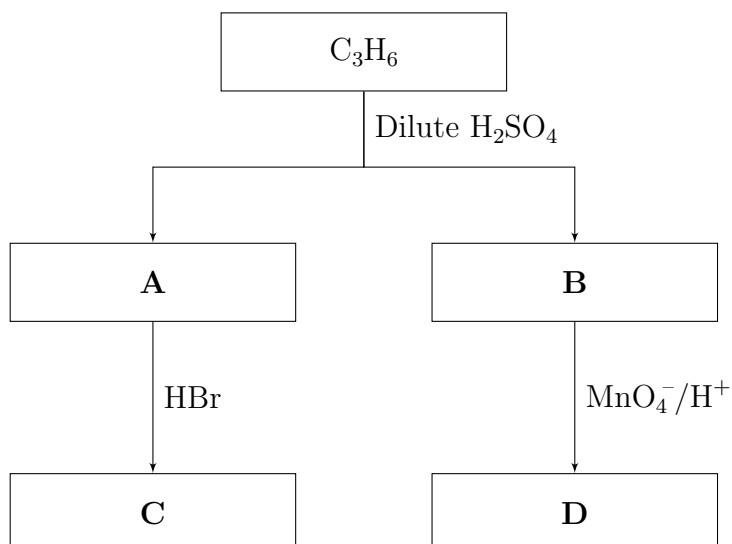 C₃H₆
Dilute H₂SO₄
A
B
HBr
MnO₄⁻/H⁺
C
D